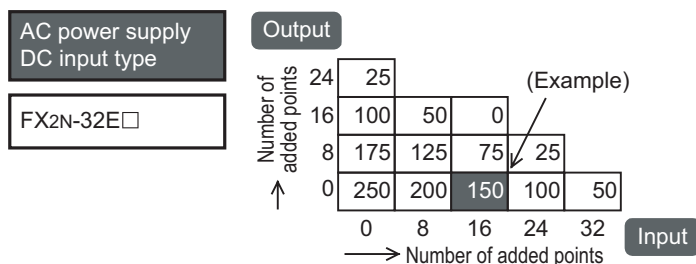 AC power supply
DC input type
FX2N-32E□
Output
Number of
added points
(Example)
24 25
16 100 50 0
8 175 125 75 25
0 250 200 150 100 50
0 8 16 24 32
Input
Number of added points